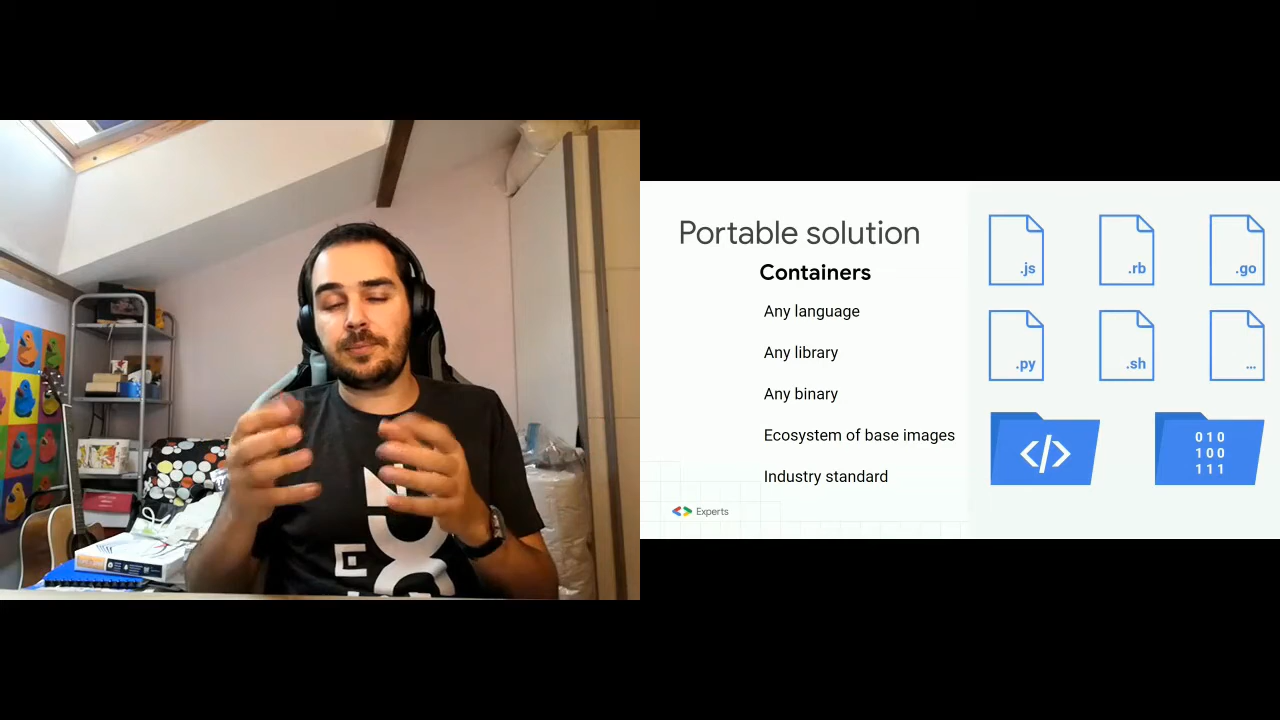 Portable solution
Containers
Any language
Any library
Any binary
Ecosystem of base images
Industry standard
Experts
.js
.rb
.go
.py
.sh
...
</>
010
100
111